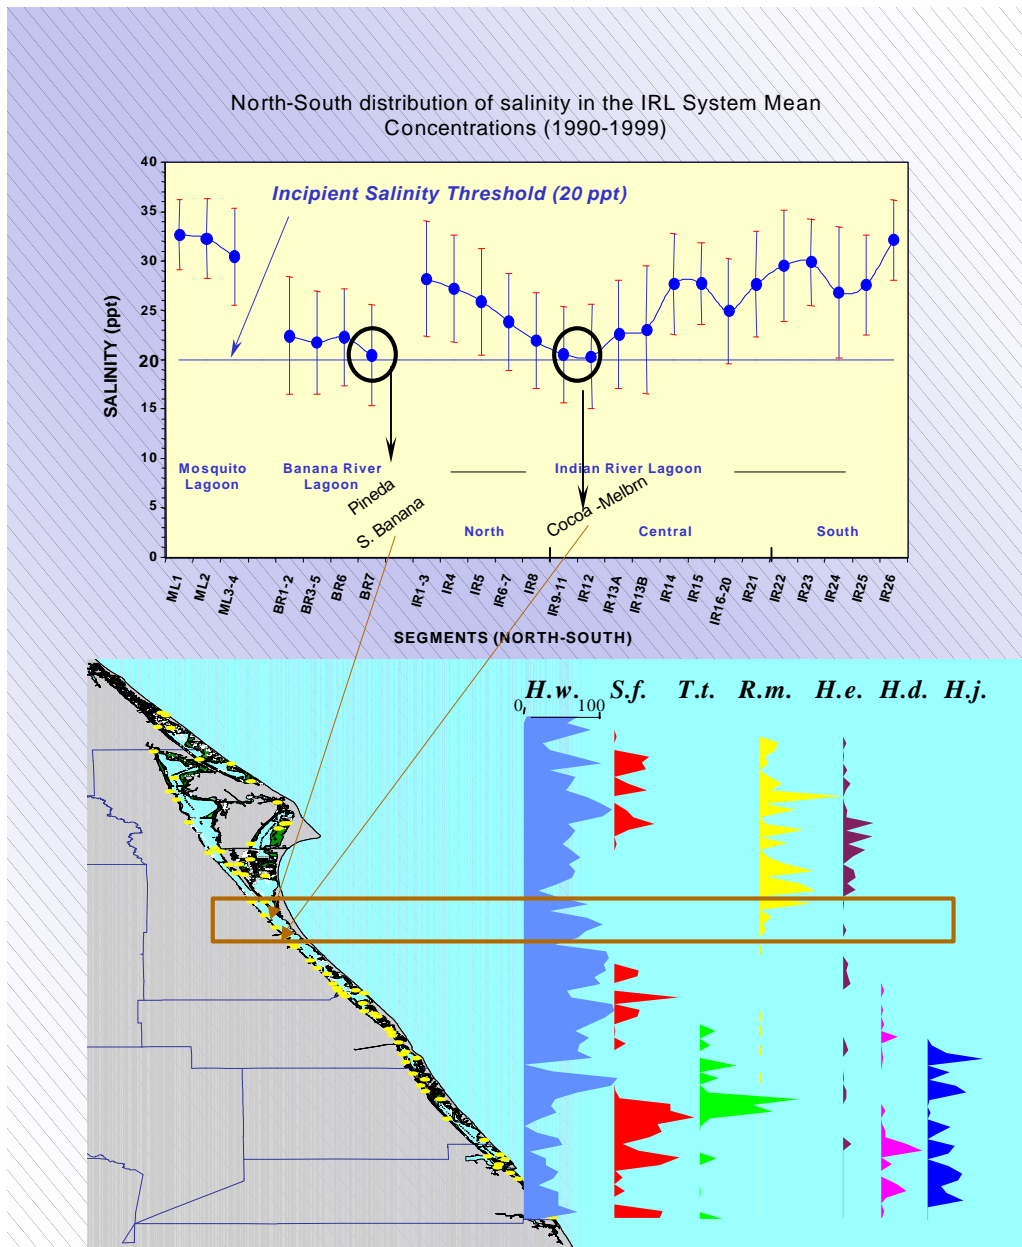 North-South distribution of salinity in the IRL System Mean
Concentrations (1990-1999)
40
35
30
25
20
15
10
5
0
SALINITY (ppt)
Incipient Salinity Threshold (20 ppt)
Mosquito
Lagoon
Banana River
Lagoon
Indian River Lagoon
Pineda
S. Banana
Cocoa -Melbrn
North
Central
South
ML1
ML2
ML3-4
BR1-2
BR3-5
BR6
BR7
IR1-3
IR4
IR5
IR6-7
IR8
IR9-11
IR12
IR13A
IR13B
IR14
IR15
IR16-20
IR21
IR22
IR23
IR24
IR25
IR26
SEGMENTS (NORTH-SOUTH)
H.w. S.f. T.t. R.m. H.e. H.d. H.j.
0 100